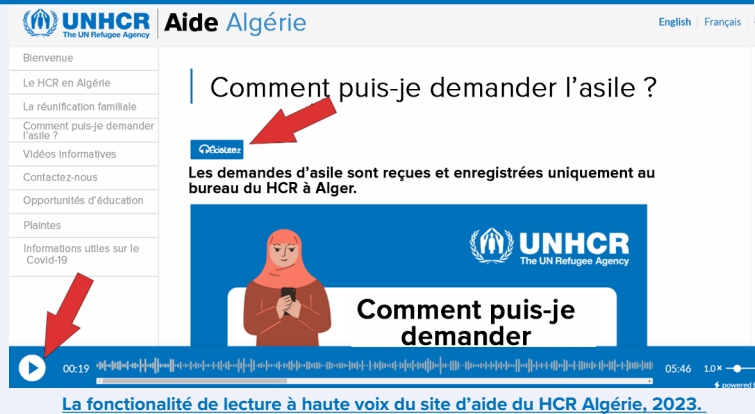 UNHCR
The UN Refugee Agency
Aide Algérie
English Français
Bienvenue
Le HCR en Algérie
La réunification familiale
Comment puis-je demander
l'asile ?
Vidéos informatives
Contactez-nous
Opportunités d'éducation
Plaintes
Informations utiles sur le
Covid-19
Comment puis-je demander l'asile ?
Les demandes d'asile sont reçues et enregistrées uniquement au
bureau du HCR à Alger.
UNHCR
The UN Refugee Agency
Comment puis-je
demander
00:19
05:46 1.0×
powered
La fonctionalité de lecture à haute voix du site d'aide du HCR Algérie, 2023.